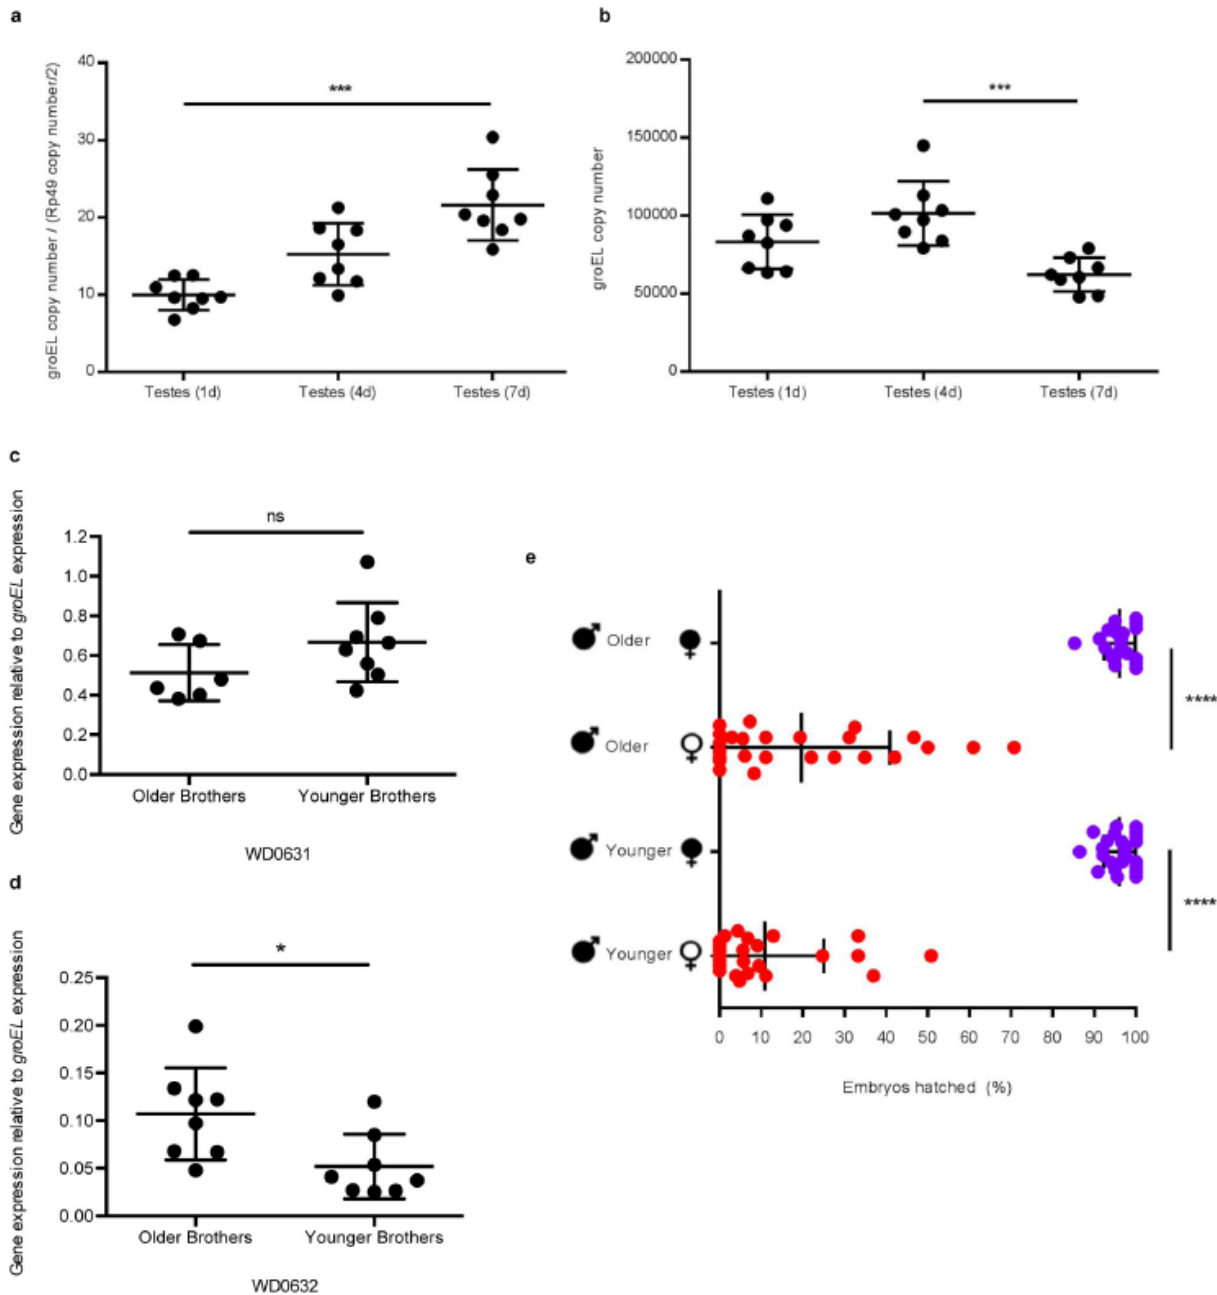 a
groEL copy number / (Rp49 copy number/2)
40
30
20
10
0
***
Testes (1d)
Testes (4d)
Testes (7d)
b
groEL copy number
200000
150000
100000
50000
0
***
Testes (1d)
Testes (4d)
Testes (7d)
c
Gene expression relative to groEL expression
1.2
1.0
0.8
0.6
0.4
0.2
0.0
ns
Older Brothers
Younger Brothers
WD0631
d
Gene expression relative to groEL expression
0.25
0.20
0.15
0.10
0.05
0.00
*
Older Brothers
Younger Brothers
WD0632
e
♂ Older ♀
♂ Older ♀
♂ Younger ♀
♂ Younger ♀
****
****
0 10 20 30 40 50 60 70 80 90 100
Embryos hatched (%)